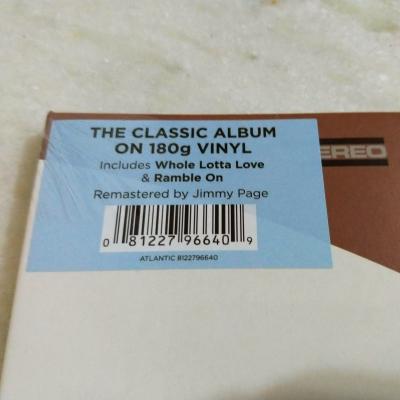 THE CLASSIC ALBUM
ON 180g VINYL
Includes Whole Lotta Love
& Ramble On
Remastered by Jimmy Page
0 81227 96640 9
ATLANTIC 8122796640
EREO